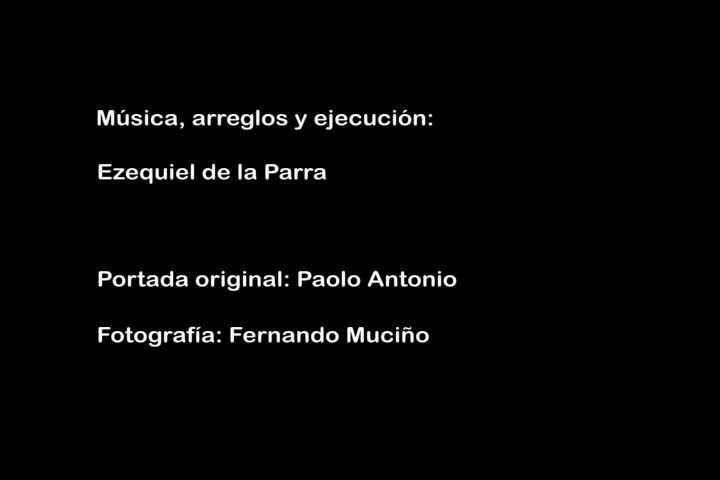 Música, arreglos y ejecución:
Ezequiel de la Parra
Portada original: Paolo Antonio
Fotografía: Fernando Muciño